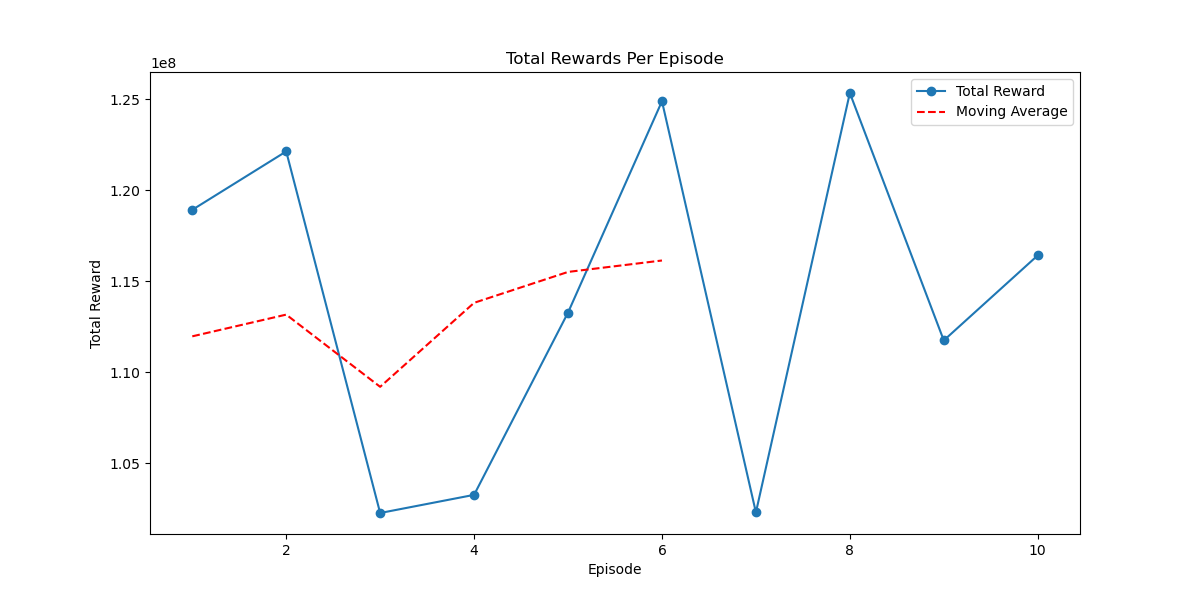 Total Rewards Per Episode
1e8
Total Reward
Moving Average
1.25
1.20
1.15
1.10
1.05
Total Reward
2 4 6 8 10
Episode